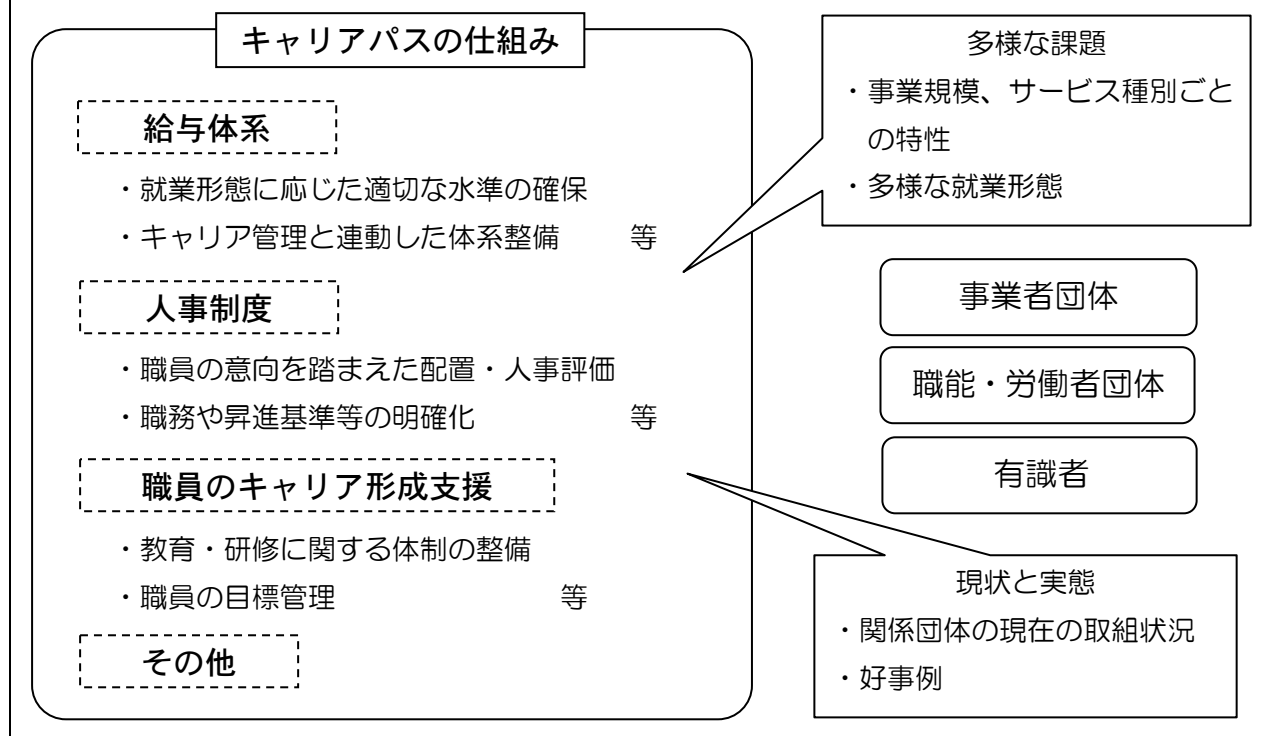 キャリアパスの仕組み
給与体系
・就業形態に応じた適切な水準の確保
・キャリア管理と連動した体系整備　等
人事制度
・職員の意向を踏まえた配置・人事評価
・職務や昇進基準等の明確化　等
職員のキャリア形成支援
・教育・研修に関する体制の整備
・職員の目標管理　等
その他
多様な課題
・事業規模、サービス種別ごと
の特性
・多様な就業形態
事業者団体
職能・労働者団体
有識者
現状と実態
・関係団体の現在の取組状況
・好事例